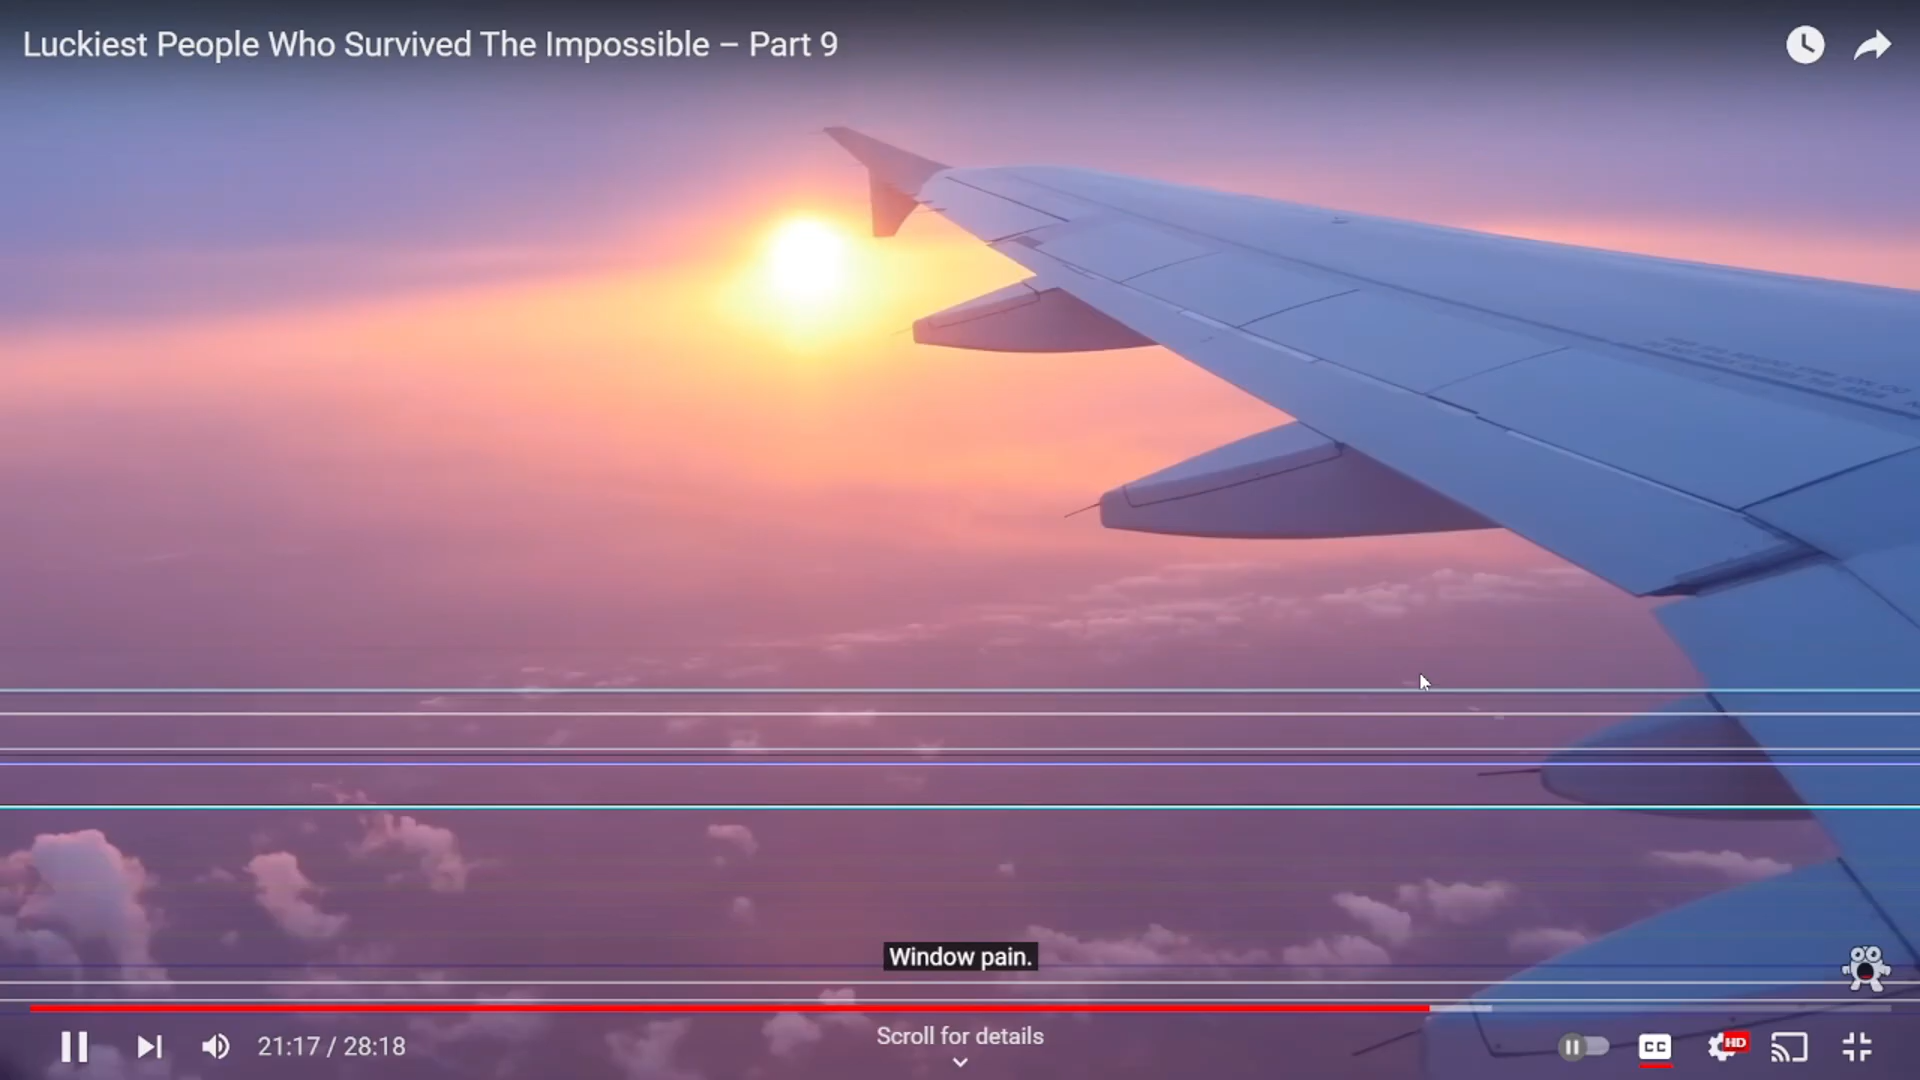 Luckiest People Who Survived The Impossible – Part 9
Window pain.
21:17 / 28:18
Scroll for details
CC
HD